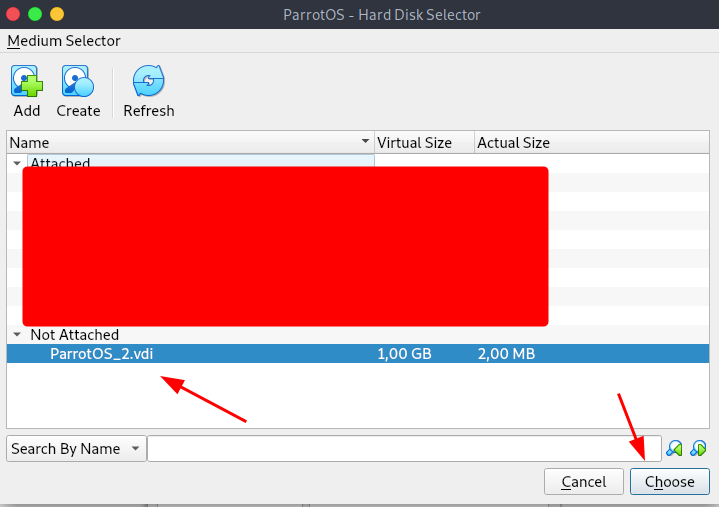 ParrotOS - Hard Disk Selector
Medium Selector
Add Create Refresh
Name Virtual Size Actual Size
Attached
Not Attached
ParrotOS_2.vdi 1,00 GB 2,00 MB
Search By Name
Cancel Choose